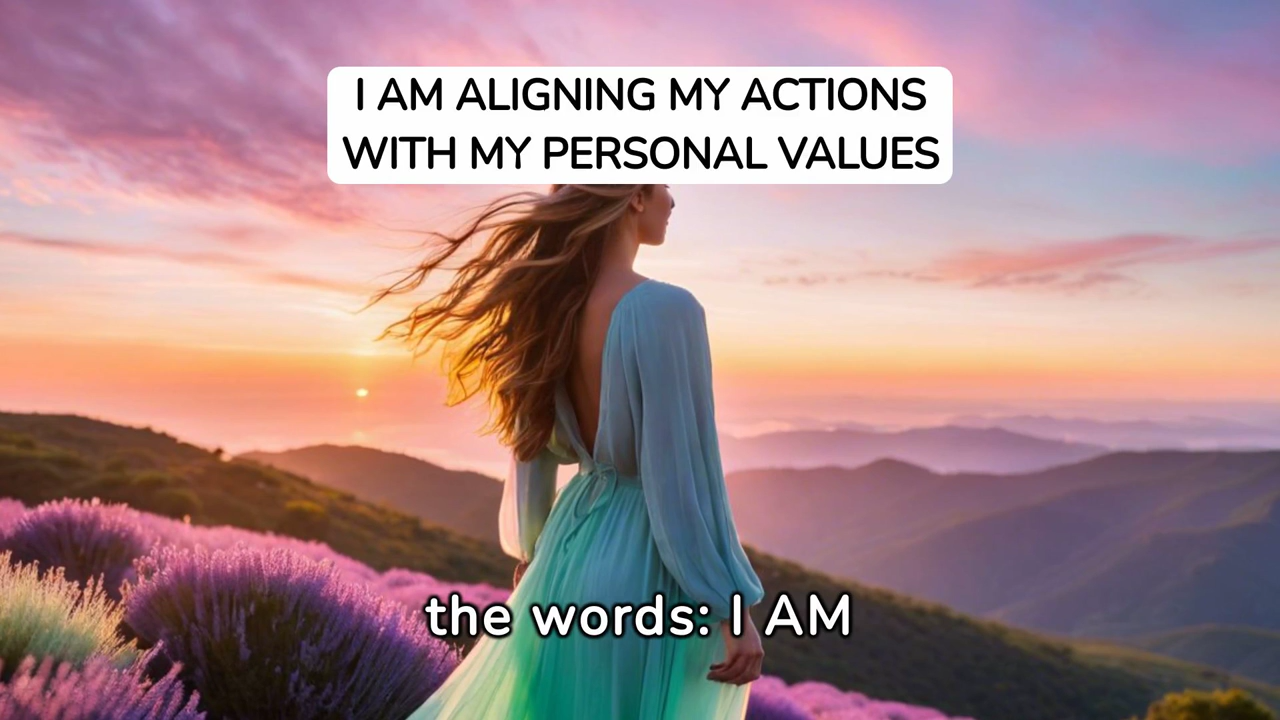 I AM ALIGNING MY ACTIONS
WITH MY PERSONAL VALUES
the words: I AM